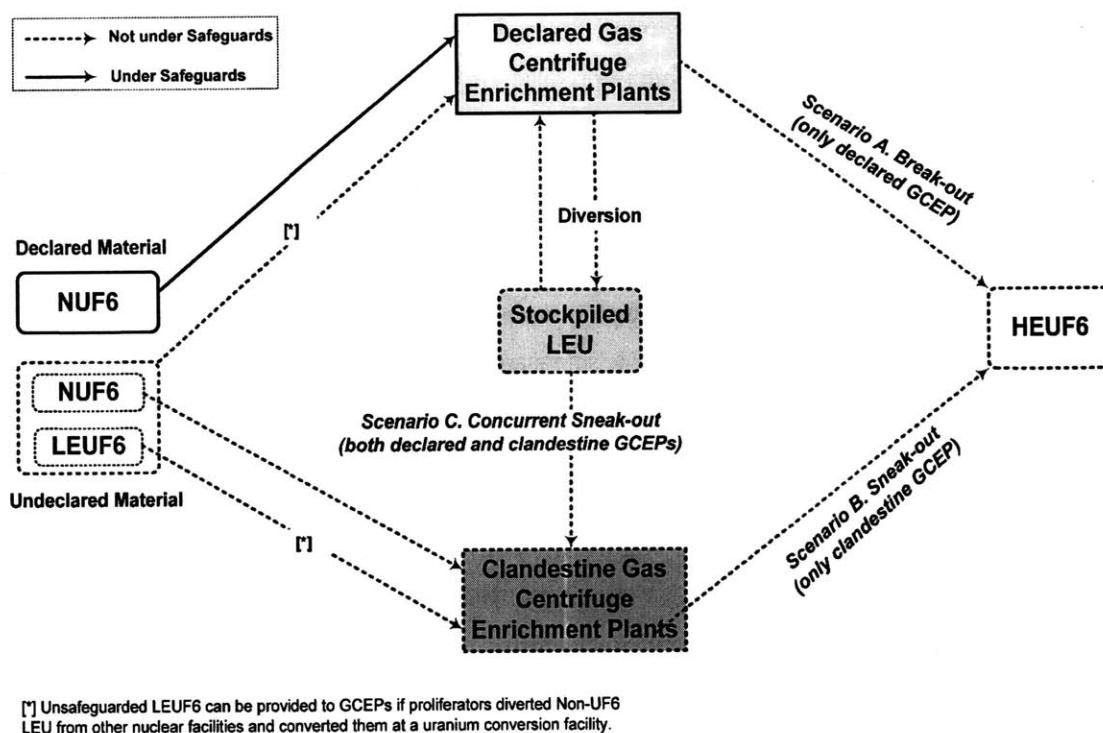 Not under Safeguards
Under Safeguards
Declared Gas
Centrifuge
Enrichment Plants
Scenario A. Break-out
(only declared GCEP)
[*]
Diversion
Declared Material
NUF6
Stockpiled
LEU
HEUF6
NUF6
LEUF6
Undeclared Material
Scenario C. Concurrent Sneak-out
(both declared and clandestine GCEPs)
Scenario B. Sneak-out
(only clandestine GCEP)
[*]
Clandestine Gas
Centrifuge
Enrichment Plants
[*] Unsafeguarded LEUF6 can be provided to GCEPs if proliferators diverted Non-UF6
LEU from other nuclear facilities and converted them at a uranium conversion facility.